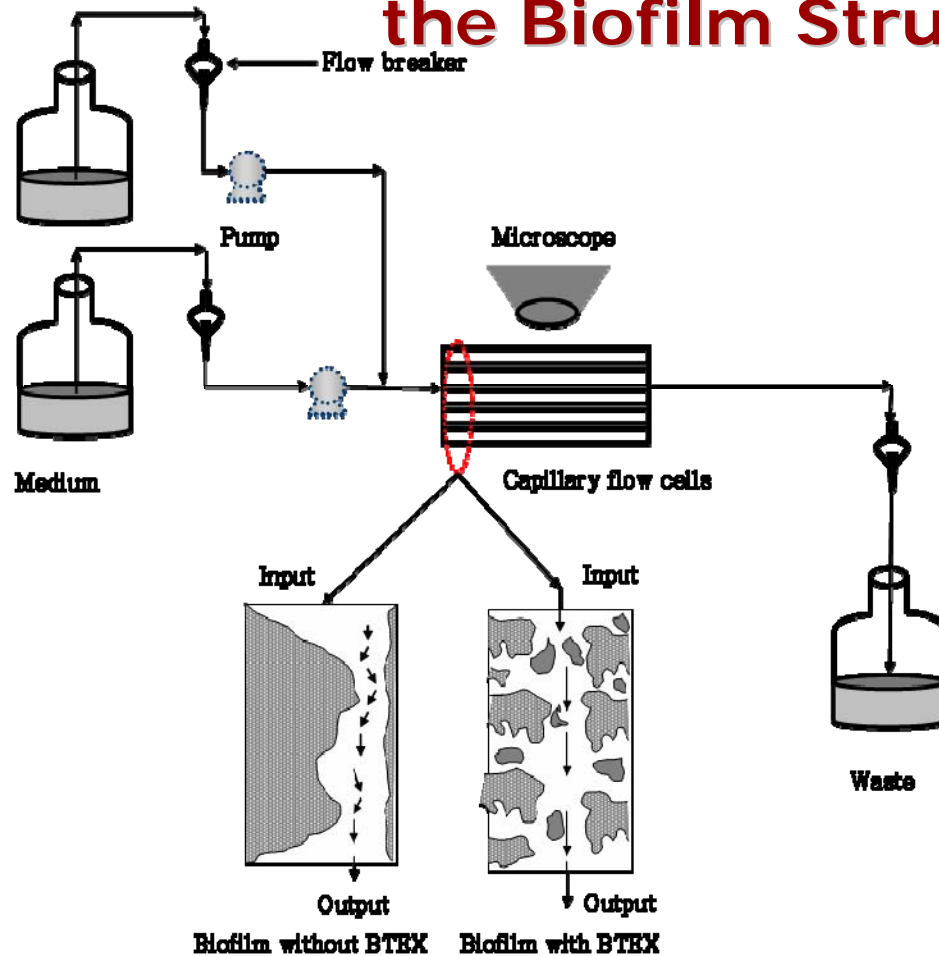 the Biofilm Stru
Flow breaker
Pump
Microscope
Medium
Capillary flow cells
Input
Input
Waste
Output
Output
Biofilm without BTEX
Biofilm with BTEX